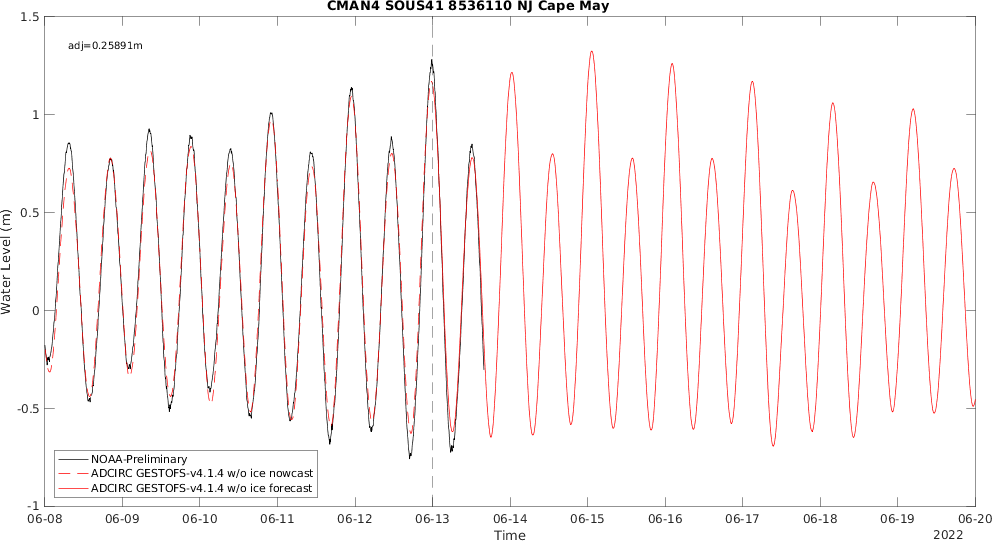 CMAN4 SOUS41 8536110 NJ Cape May
adj=0.25891m
1.5
1
0.5
0
-0.5
-1
Water Level (m)
NOAA-Preliminary
ADCIRC GESTOFS-v4.1.4 w/o ice nowcast
ADCIRC GESTOFS-v4.1.4 w/o ice forecast
06-08 06-09 06-10 06-11 06-12 06-13 06-14 06-15 06-16 06-17 06-18 06-19 06-20
Time
2022